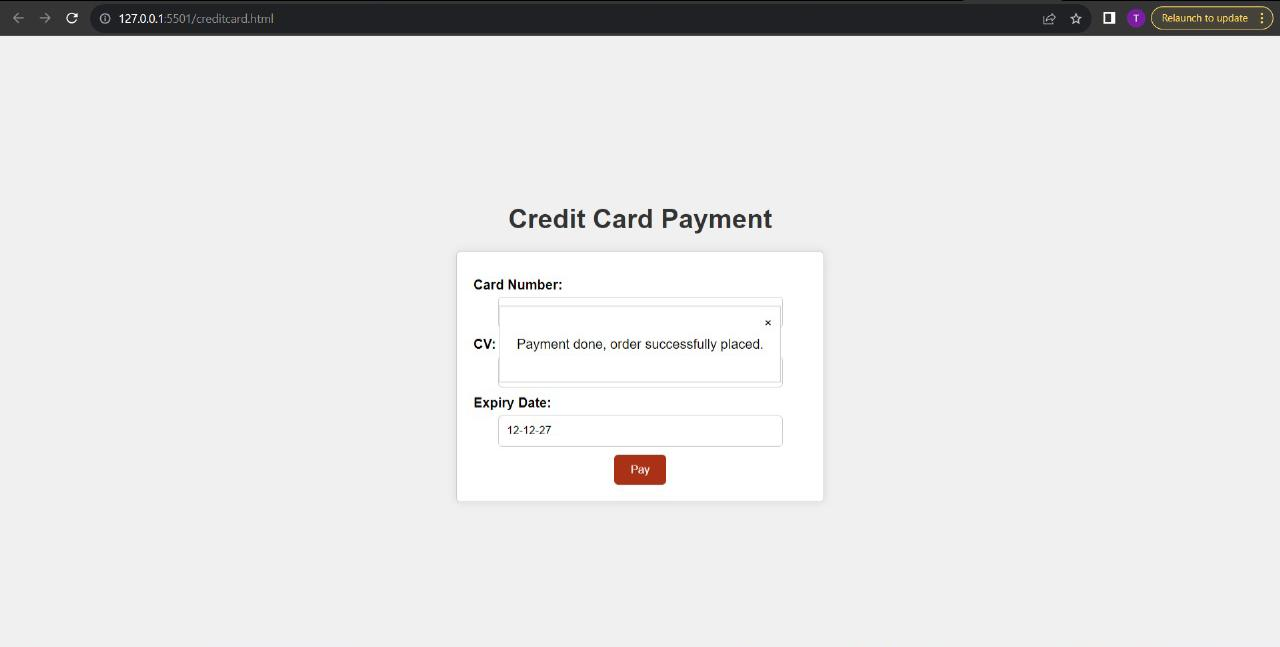 127.0.0.1:5501/creditcard.html
T
Relaunch to update
Credit Card Payment
Card Number:
×
CV:
Payment done, order successfully placed.
Expiry Date:
12-12-27
Pay